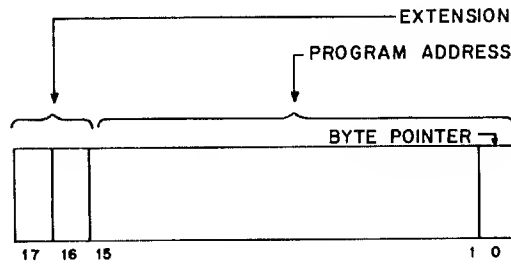 EXTENSION
PROGRAM ADDRESS
BYTE POINTER
17 16 15 1 0